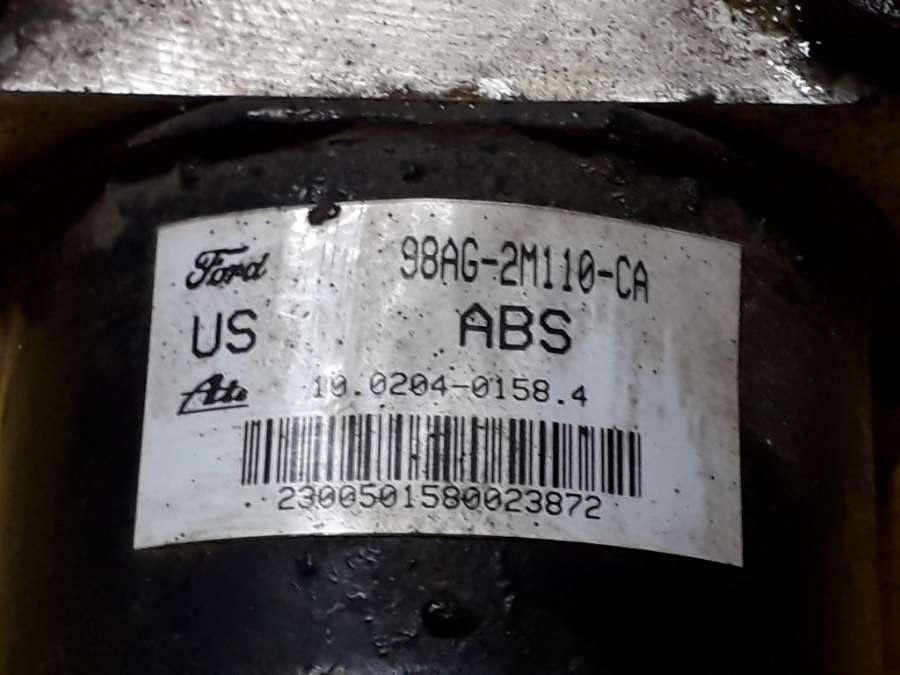 Ford 98AG-2M110-CA
US ABS
Ate 10.0204-0158.4
2300501580023872